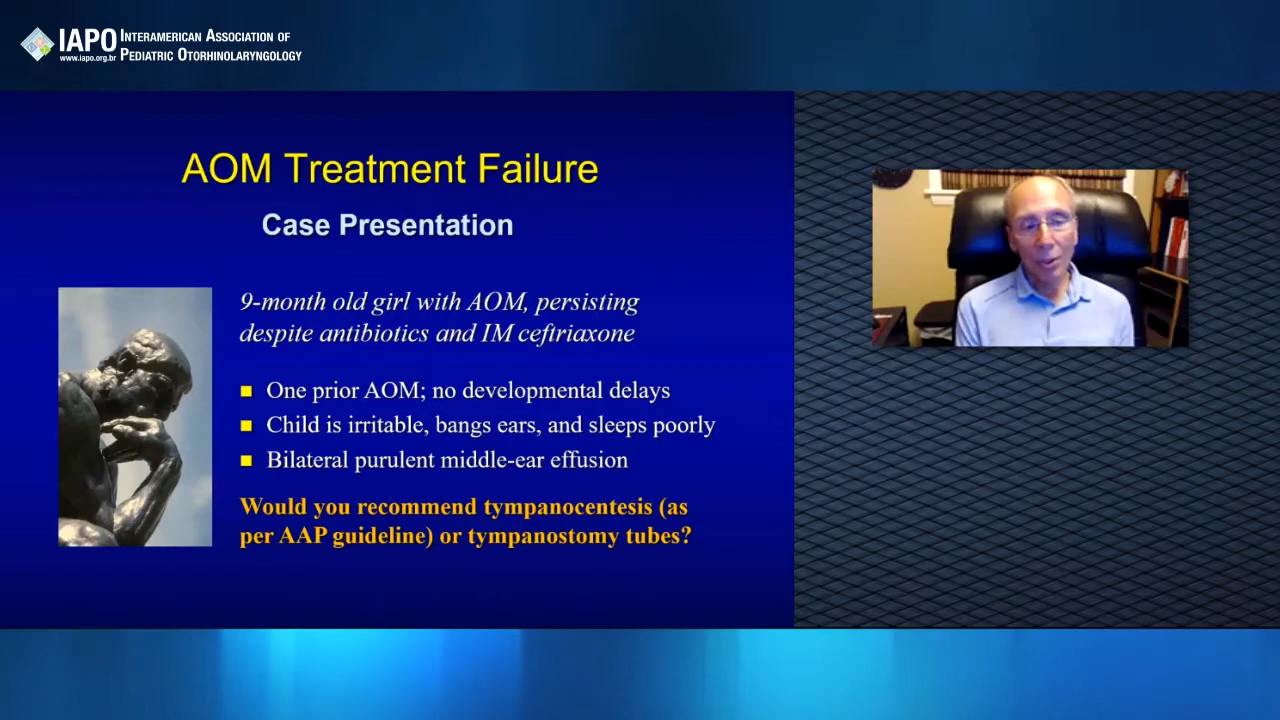 IAPO INTERAMERICAN ASSOCIATION OF
www.iapo.org.br PEDIATRIC OTORHINOLARYNGOLOGY
AOM Treatment Failure
Case Presentation
9-month old girl with AOM, persisting
despite antibiotics and IM ceftriaxone
One prior AOM; no developmental delays
Child is irritable, bangs ears, and sleeps poorly
Bilateral purulent middle-ear effusion
Would you recommend tympanocentesis (as
per AAP guideline) or tympanostomy tubes?